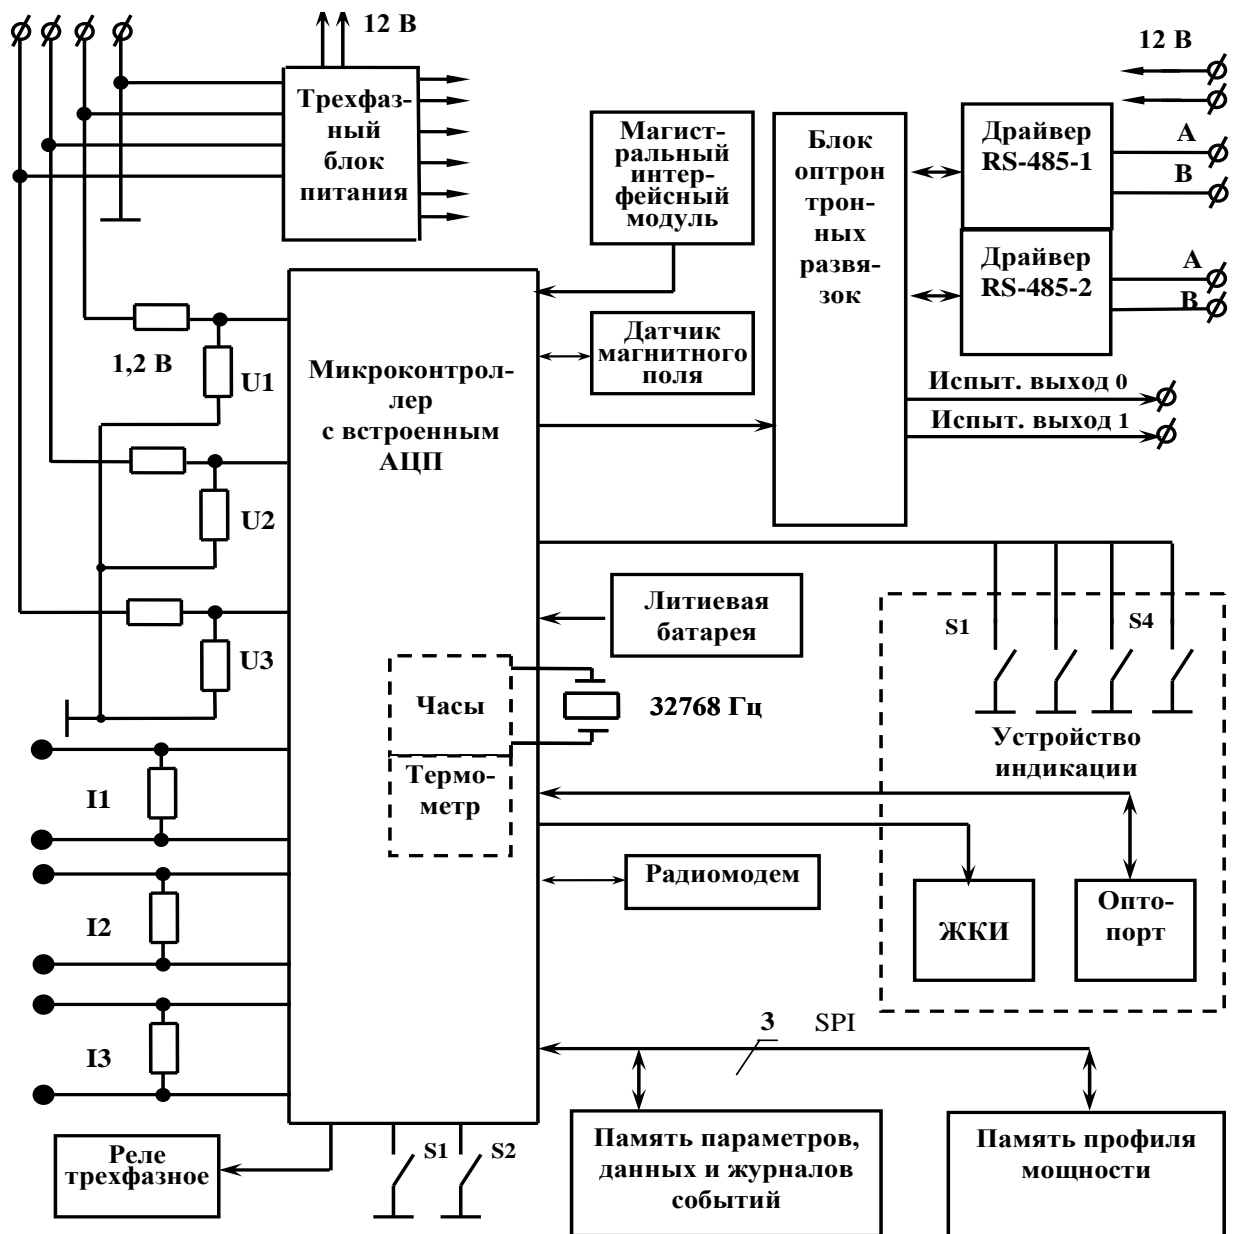 12 В
12 В
Трехфаз-
ный
блок
питания
Магист-
ральный
интер-
фейсный
модуль
Блок
оптрон
трон-
ных
развя-
зок
Драйвер
RS-485-1
А
В
Драйвер
RS-485-2
А
В
Датчик
магнитного
поля
Испыт. выход 0
Испыт. выход 1
1,2 В
U1
U2
U3
Микроконтрол-
лер
с встроенным
АЦП
Литиевая
батарея
S1
S4
Часы
32768 Гц
Термо-
метр
Устройство
индикации
I1
I2
I3
Радиомодем
ЖКИ
Опто-
порт
3
SPI
Реле
трехфазное
S1
S2
Память параметров,
данных и журналов
событий
Память профиля
мощности